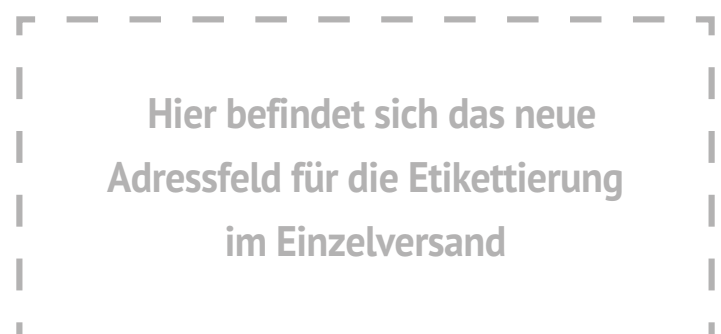 Hier befindet sich das neue
Adressfeld für die Etikettierung
im Einzelversand